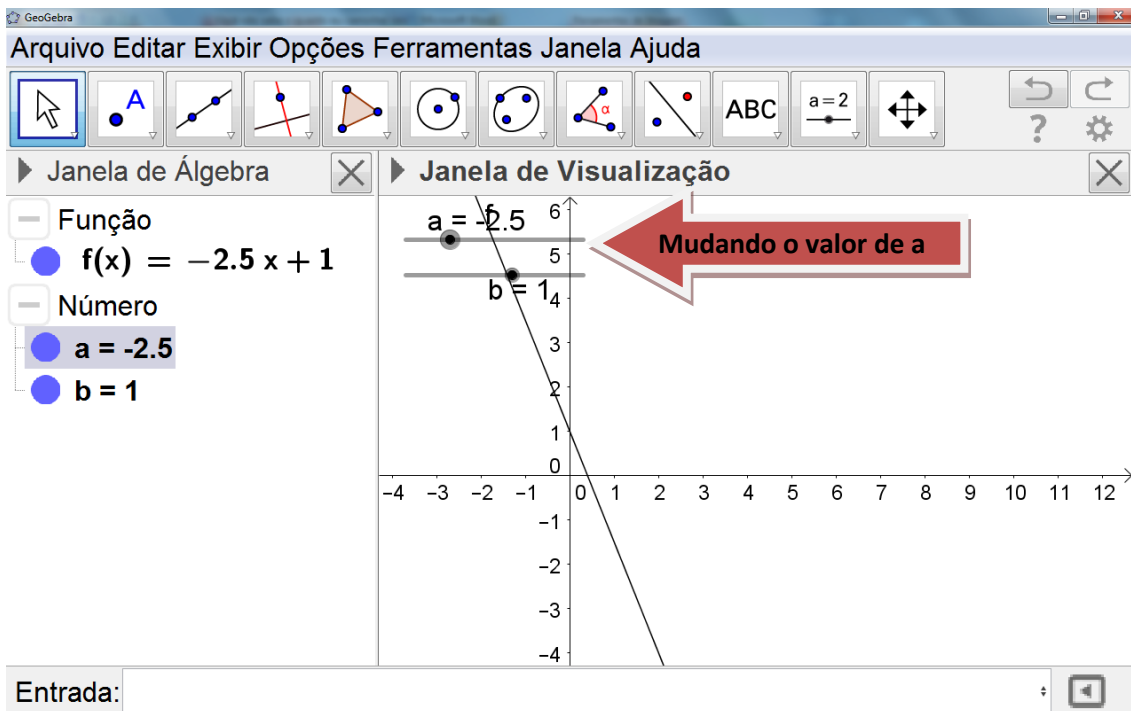 GeoGebra
Arquivo Editar Exibir Opções Ferramentas Janela Ajuda
A
α
ABC
a=2
?
Janela de Álgebra
Janela de Visualização
Função
f(x) = −2.5 x + 1
Número
a = -2.5
b = 1
f
a = -2.5
b = 1
Mudando o valor de a
6
5
4
3
2
1
0
−4 −3 −2 −1 0 1 2 3 4 5 6 7 8 9 10 11 12
−1
−2
−3
−4
Entrada: